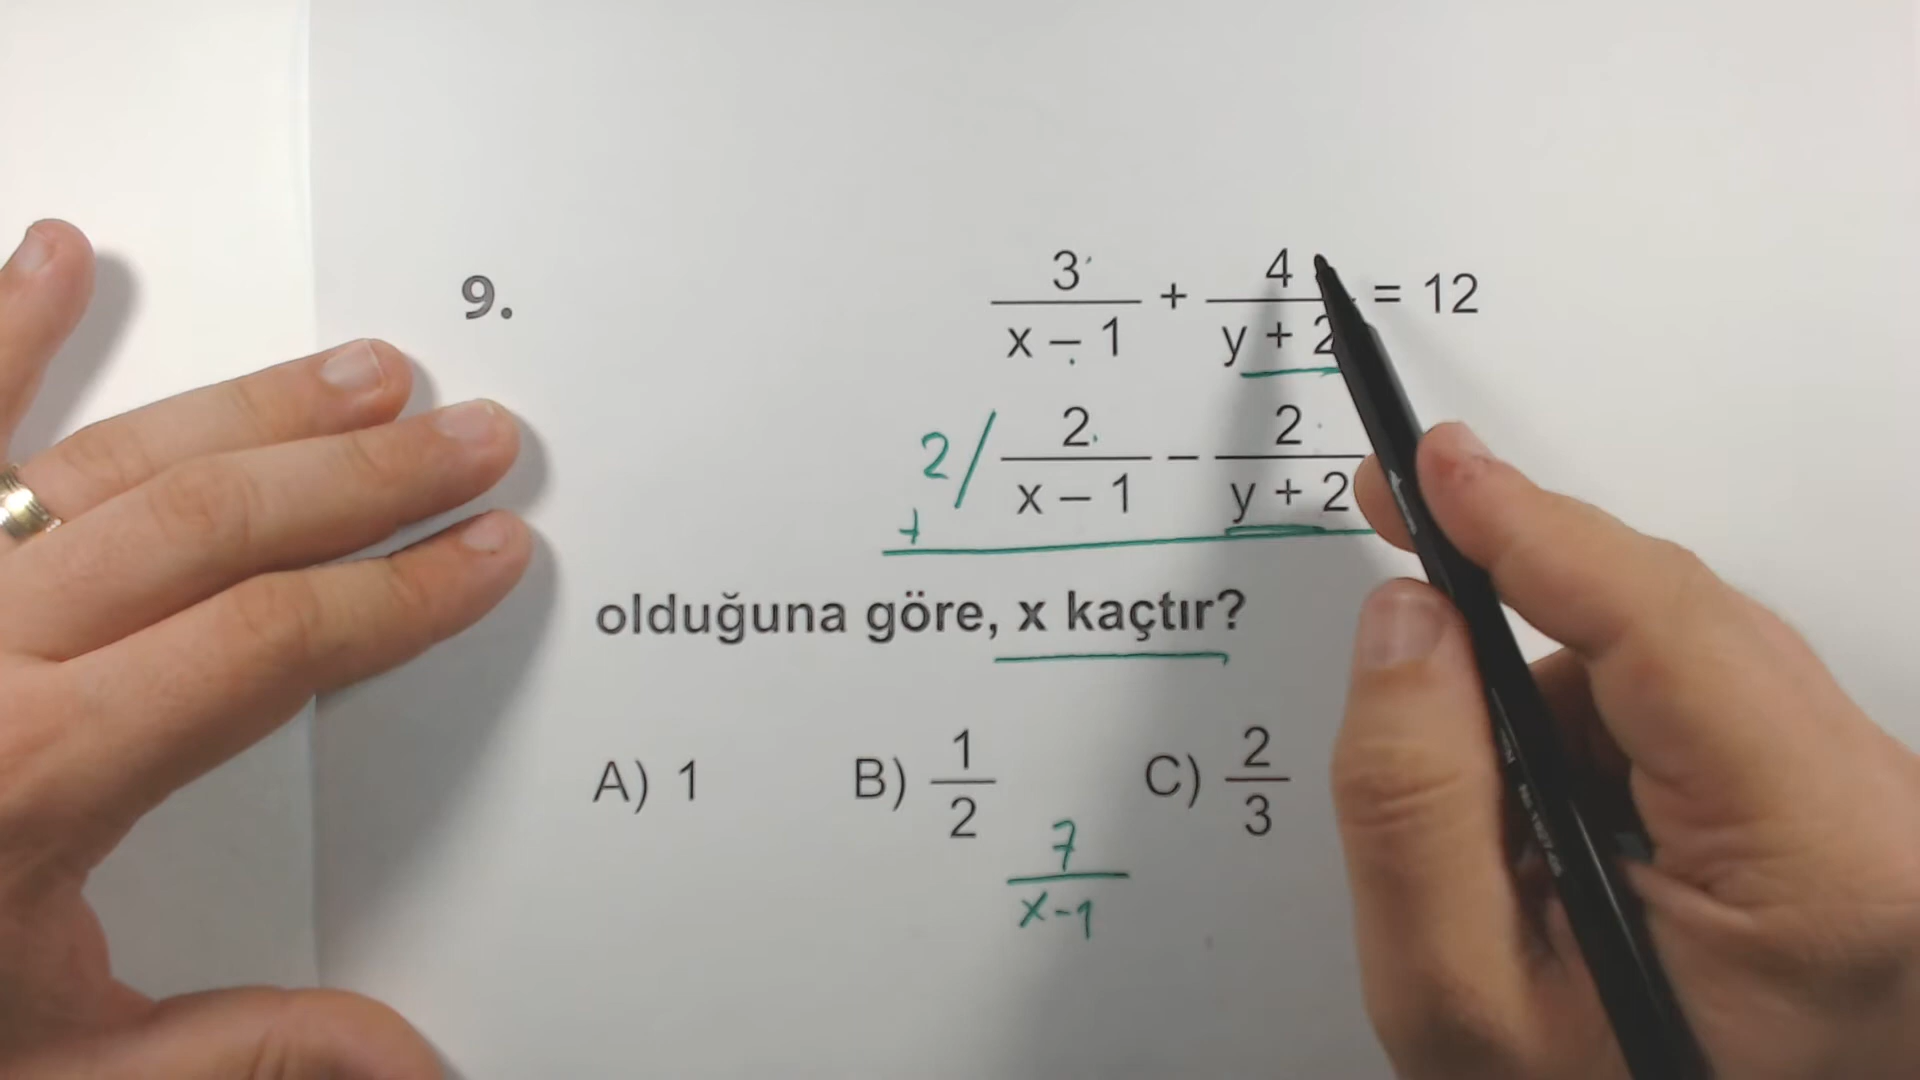 9.
3/(x – 1) + 4/(y + 2) = 12
2/ 2/(x – 1) – 2/(y + 2)
+
olduğuna göre, x kaçtır?
A) 1 B) 1/2 C) 2/3
7/(x-1)